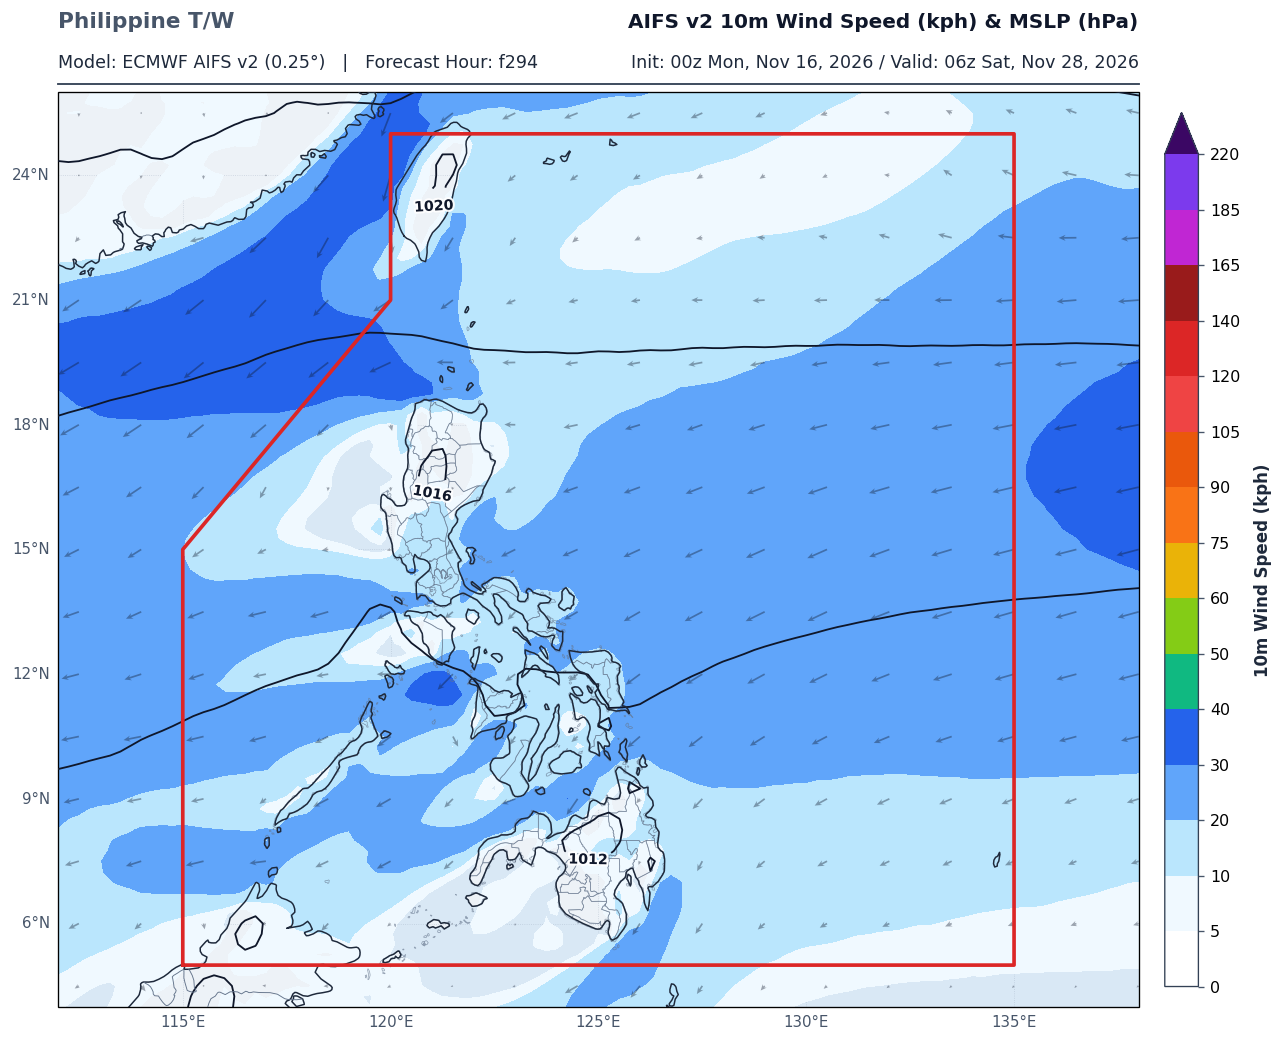 Philippine T/W
AIFS v2 10m Wind Speed (kph) & MSLP (hPa)
Model: ECMWF AIFS v2 (0.25°) | Forecast Hour: f294
Init: 00z Mon, Nov 16, 2026 / Valid: 06z Sat, Nov 28, 2026
24°N
21°N
18°N
15°N
12°N
9°N
6°N
1020
1016
1012
115°E
120°E
125°E
130°E
135°E
220
185
165
140
120
105
90
75
60
50
40
30
20
10
5
0
10m Wind Speed (kph)